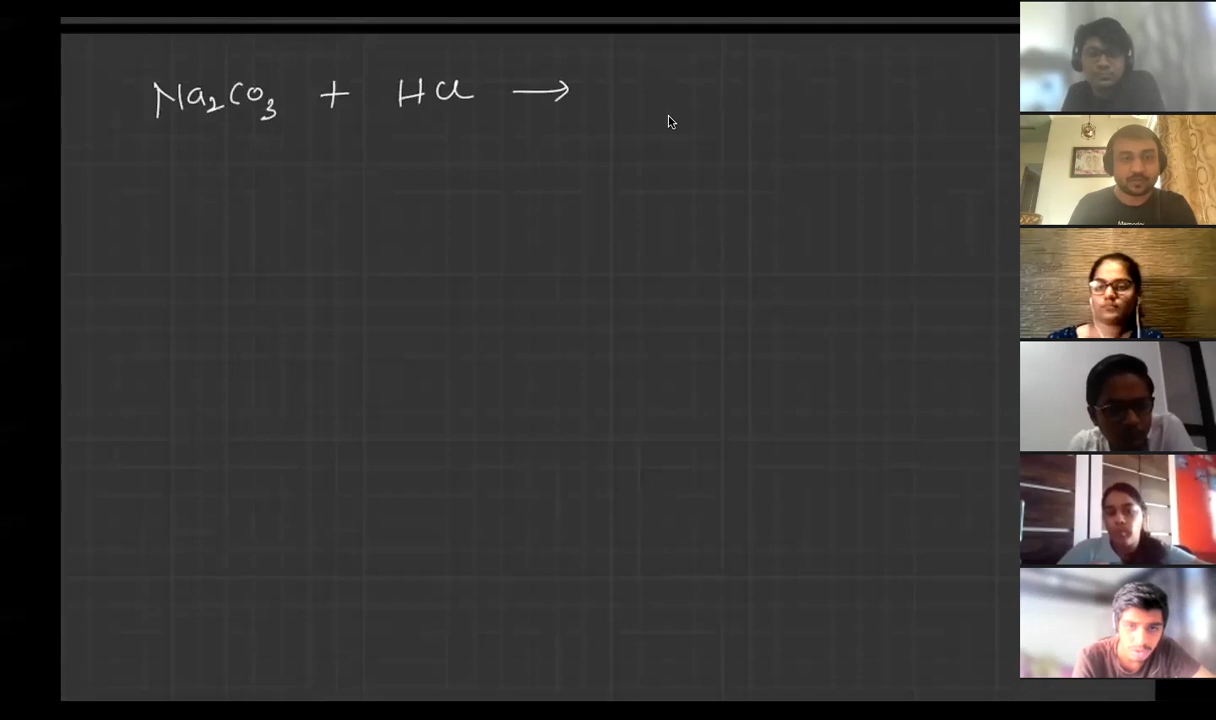 Na₂CO₃ + HCl →